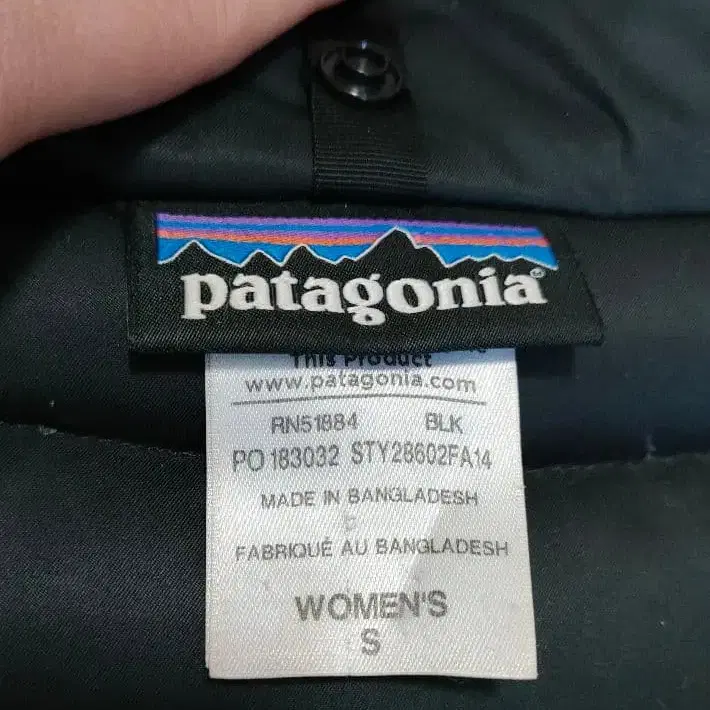 patagonia®
This Product
www.patagonia.com
RN51884 BLK
PO 183032 STY28602FA14
MADE IN BANGLADESH
FABRIQUÉ AU BANGLADESH
WOMEN'S
S